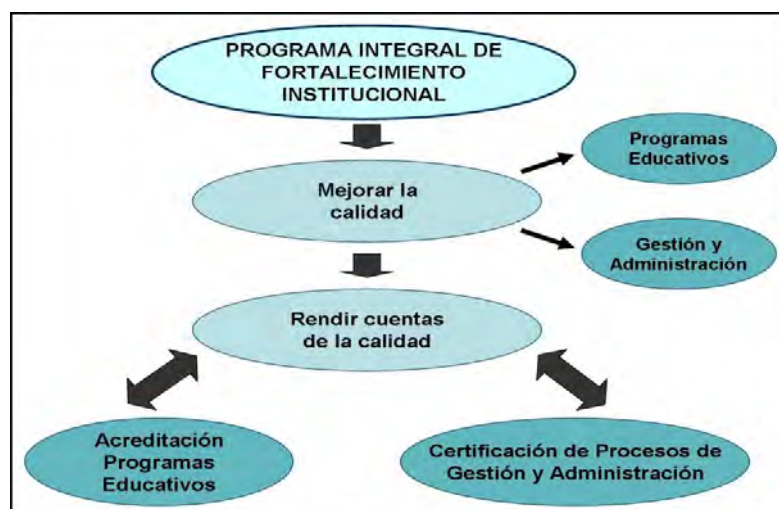 PROGRAMA INTEGRAL DE
FORTALECIMIENTO
INSTITUCIONAL
Programas
Educativos
Mejorar la
calidad
Gestión y
Administración
Rendir cuentas
de la calidad
Acreditación
Programas
Educativos
Certificación de Procesos de
Gestión y Administración